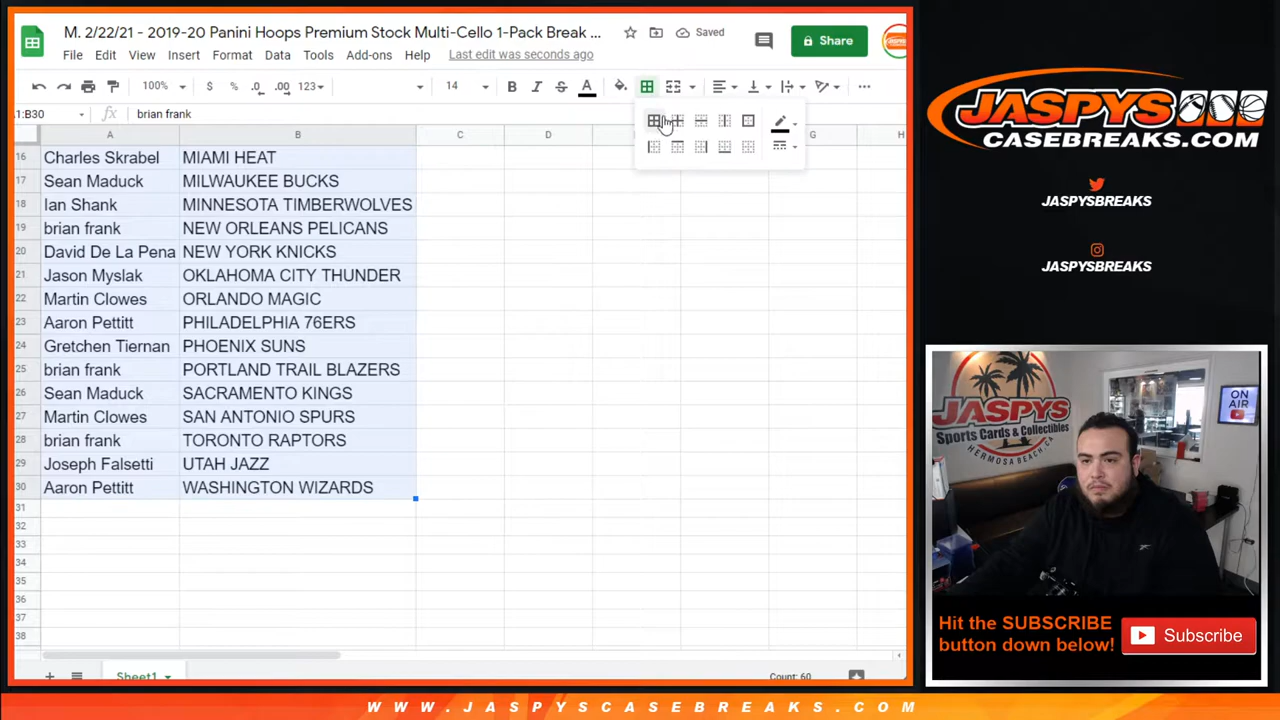 M. 2/22/21 - 2019-20 Panini Hoops Premium Stock Multi-Cello 1-Pack Break ...
Saved
Share
File Edit View Insert Format Data Tools Add-ons Help Last edit was seconds ago
100% $ % .0 .00 123 14 B I S A
:B30 fx brian frank
A B C D G H
16 Charles Skrabel MIAMI HEAT
17 Sean Maduck MILWAUKEE BUCKS
18 Ian Shank MINNESOTA TIMBERWOLVES
19 brian frank NEW ORLEANS PELICANS
20 David De La Pena NEW YORK KNICKS
21 Jason Myslak OKLAHOMA CITY THUNDER
22 Martin Clowes ORLANDO MAGIC
23 Aaron Pettitt PHILADELPHIA 76ERS
24 Gretchen Tiernan PHOENIX SUNS
25 brian frank PORTLAND TRAIL BLAZERS
26 Sean Maduck SACRAMENTO KINGS
27 Martin Clowes SAN ANTONIO SPURS
28 brian frank TORONTO RAPTORS
29 Joseph Falsetti UTAH JAZZ
30 Aaron Pettitt WASHINGTON WIZARDS
31
32
33
34
35
36
37
38
Sheet1
Count: 60
JASPYS
CASEBREAKS.COM
JASPYSBREAKS
JASPYSBREAKS
JASPYS
Sports Cards & Collectibles
HERMOSA BEACH, CA
ON
AIR
Hit the SUBSCRIBE
button down below!
Subscribe
WWW.JASPYSCASEBREAKS.COM